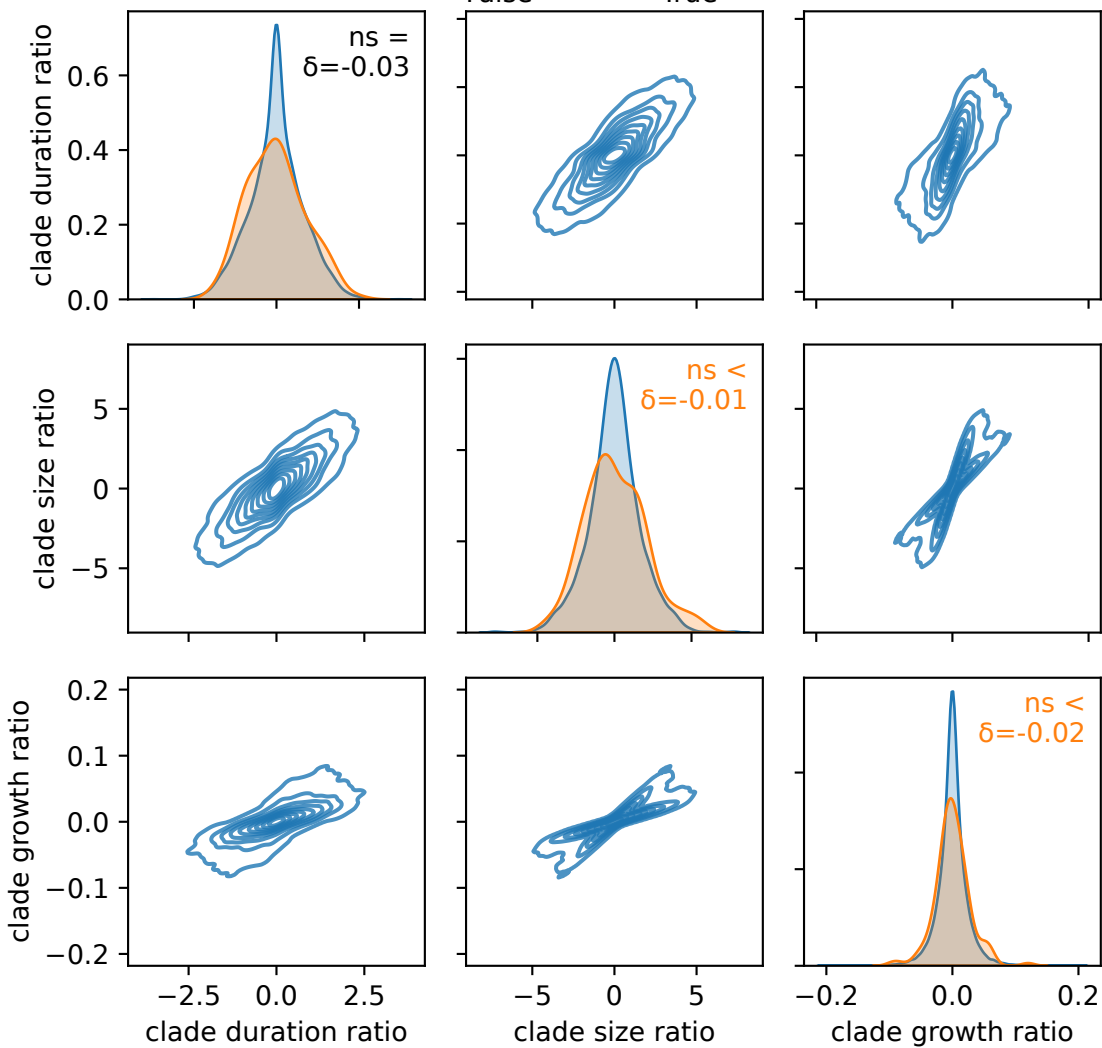 clade duration ratio
0.6
0.4
0.2
0.0
ns =
δ=-0.03
clade size ratio
5
0
−5
ns <
δ=-0.01
clade growth ratio
0.2
0.1
0.0
−0.1
−0.2
ns <
δ=-0.02
−2.5 0.0 2.5
−5 0 5
−0.2 0.0 0.2
clade duration ratio
clade size ratio
clade growth ratio